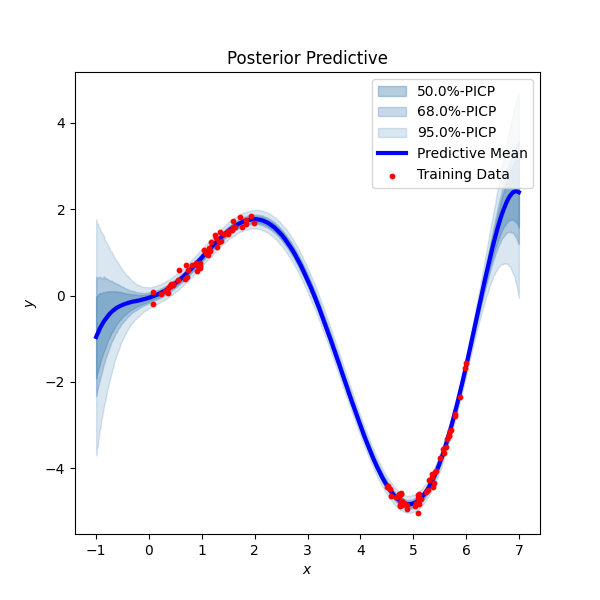 Posterior Predictive
50.0%-PICP
68.0%-PICP
95.0%-PICP
Predictive Mean
Training Data
y
4
2
0
−2
−4
−1 0 1 2 3 4 5 6 7
x